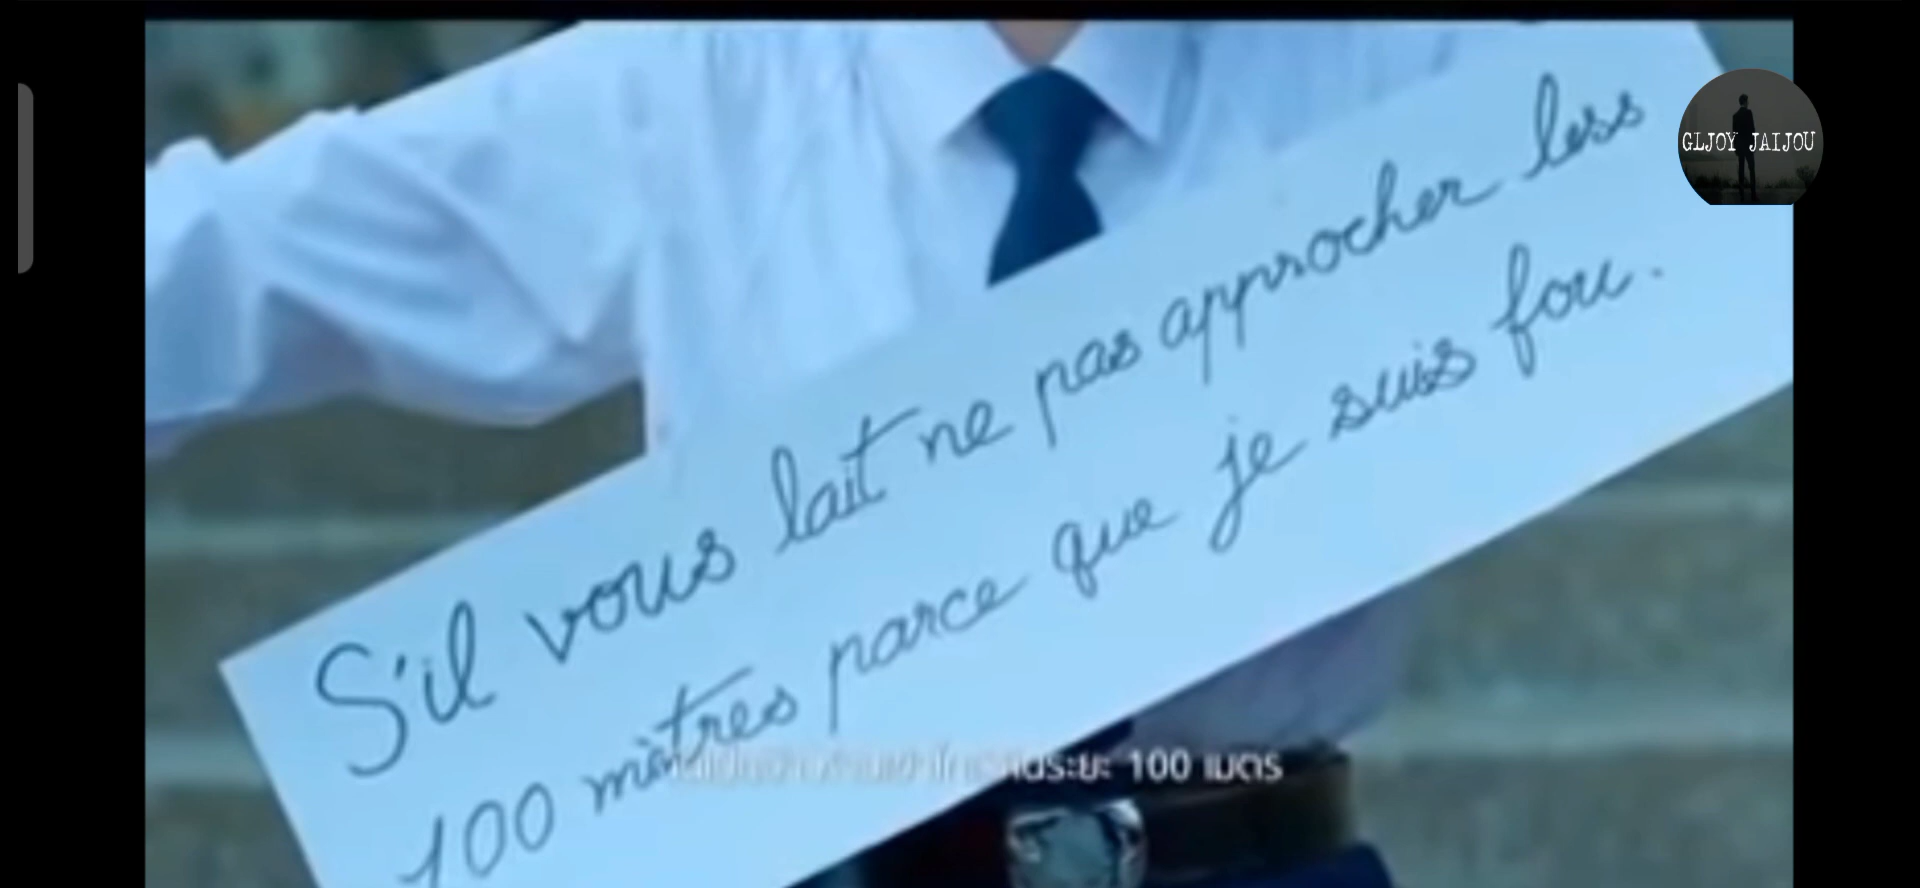 S'il vous lait ne pas approcher less
100 mètres parce que je suis fou.
GLJOY JAIJOU
ระยะ 100 เมตร